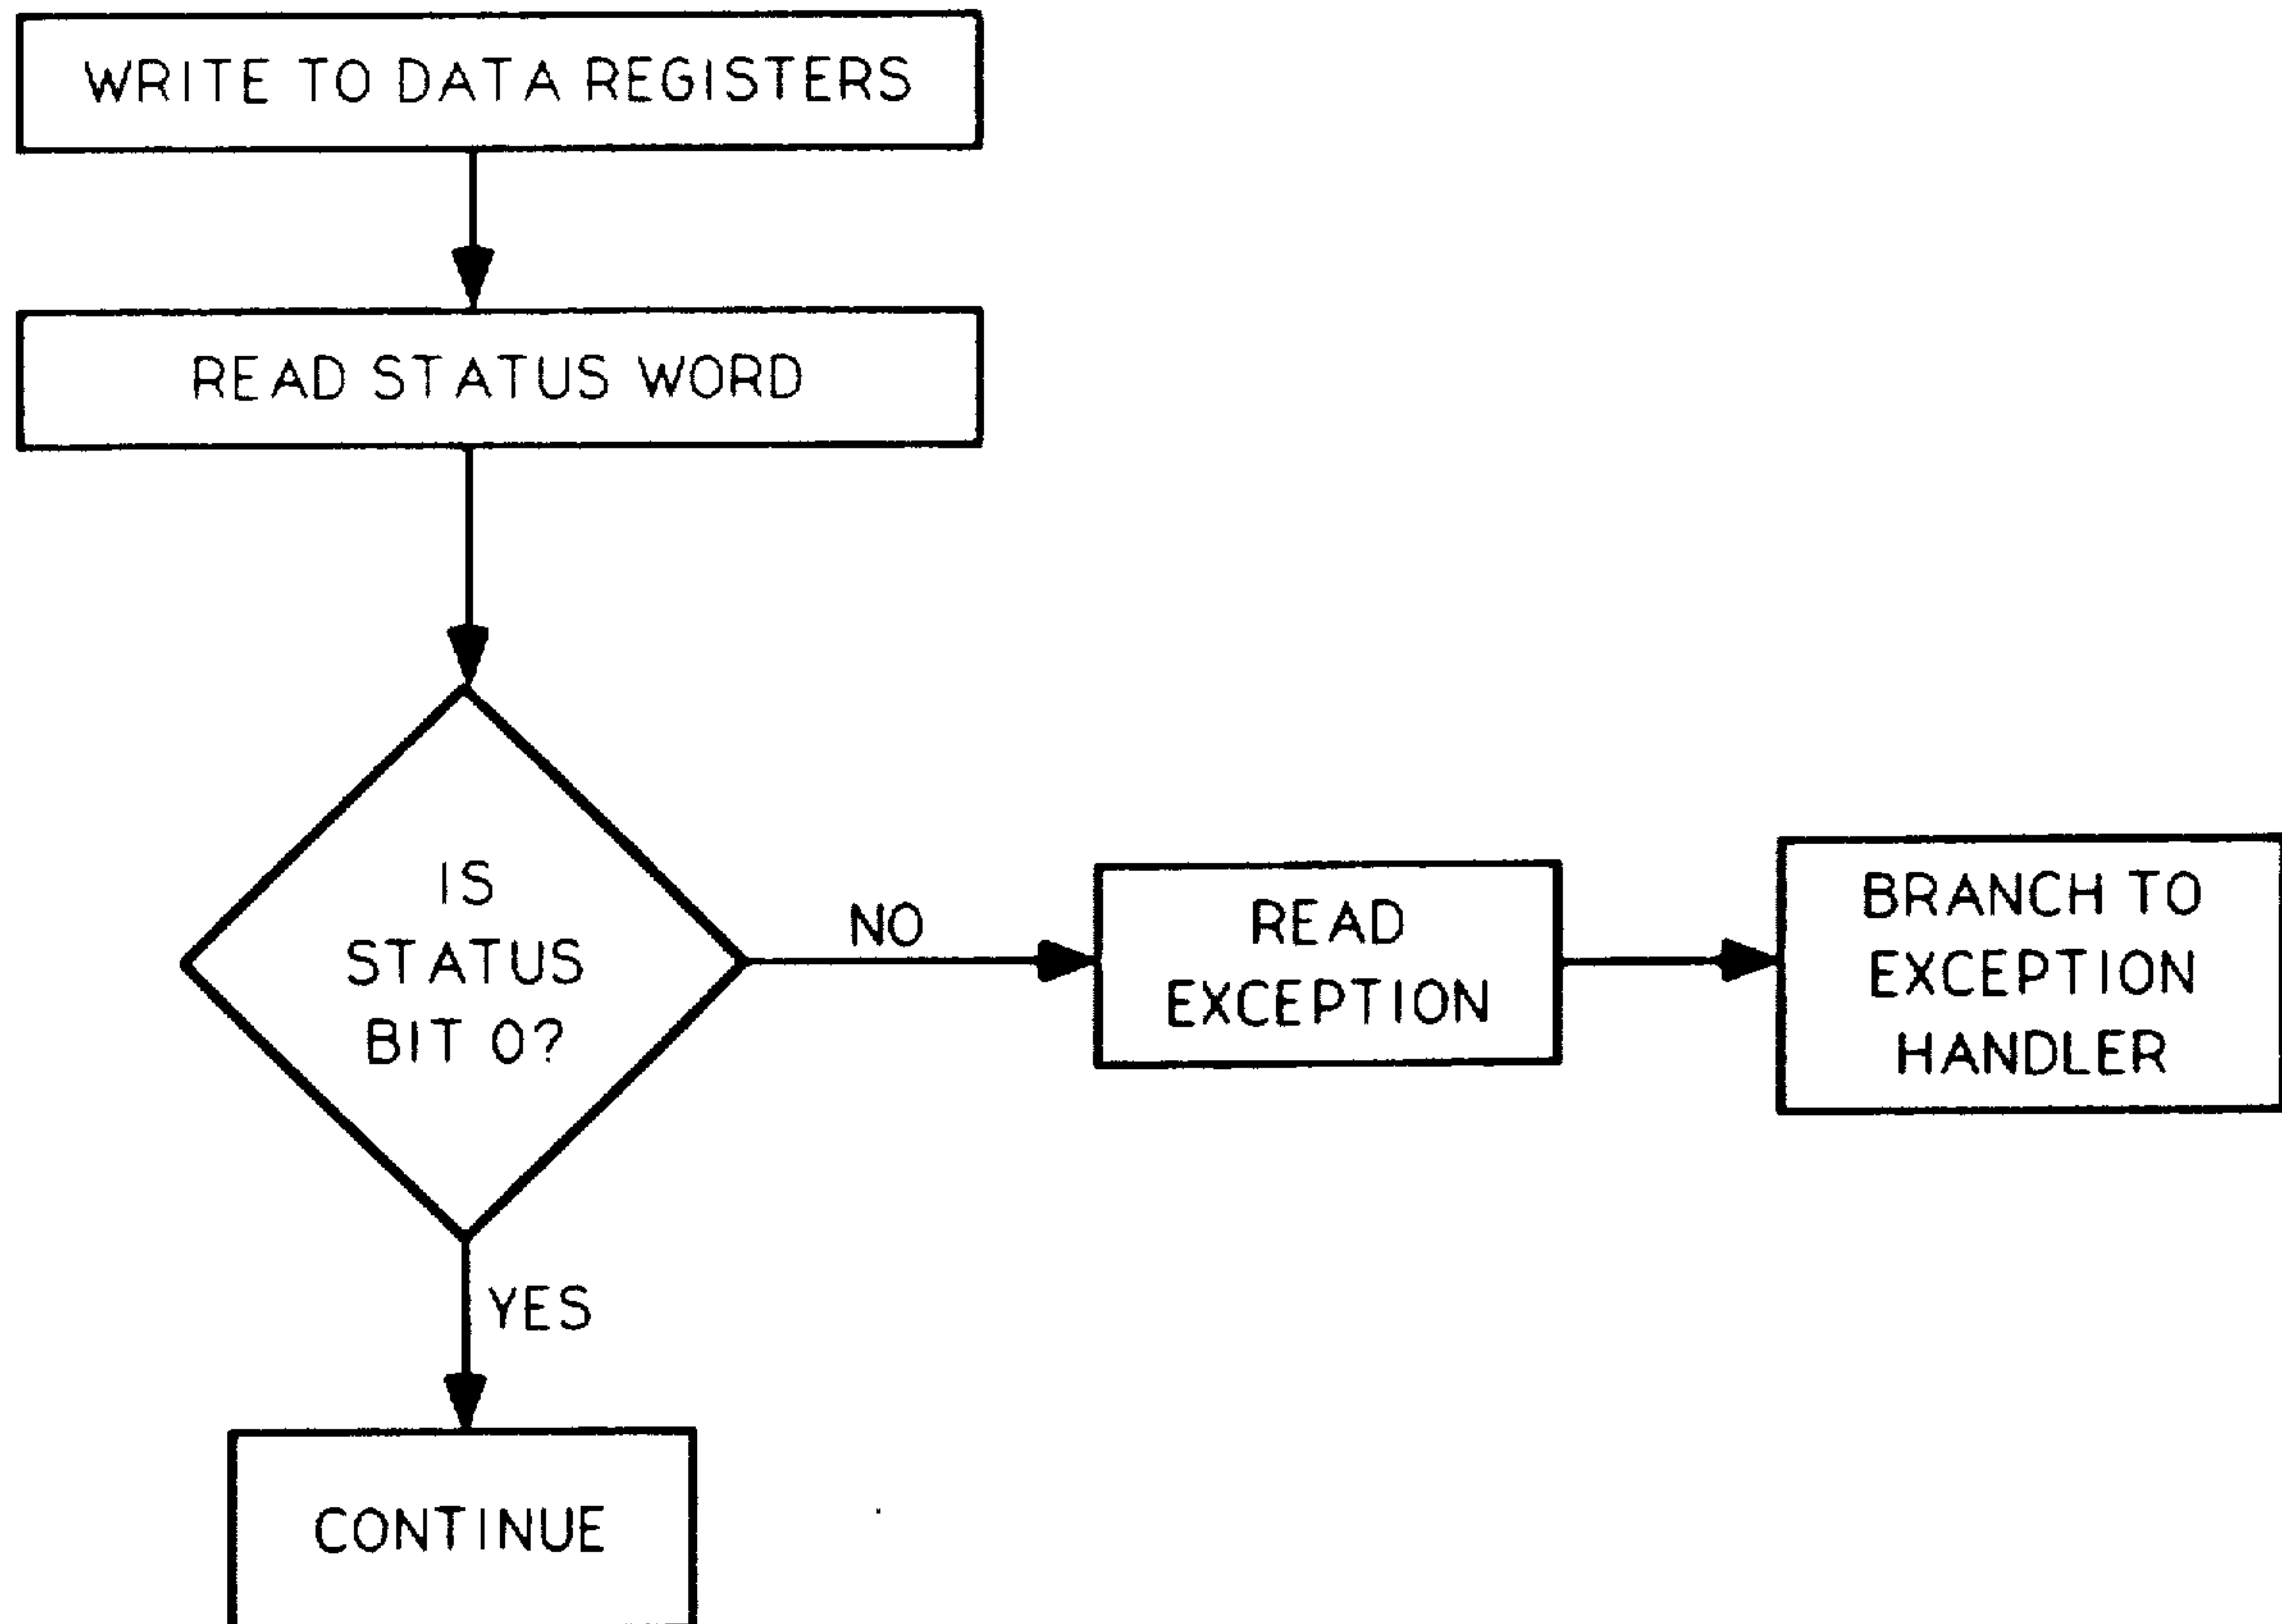 WRITE TO DATA REGISTERS
READ STATUS WORD
IS
STATUS
BIT 0?
NO
READ
EXCEPTION
BRANCH TO
EXCEPTION
HANDLER
YES
CONTINUE